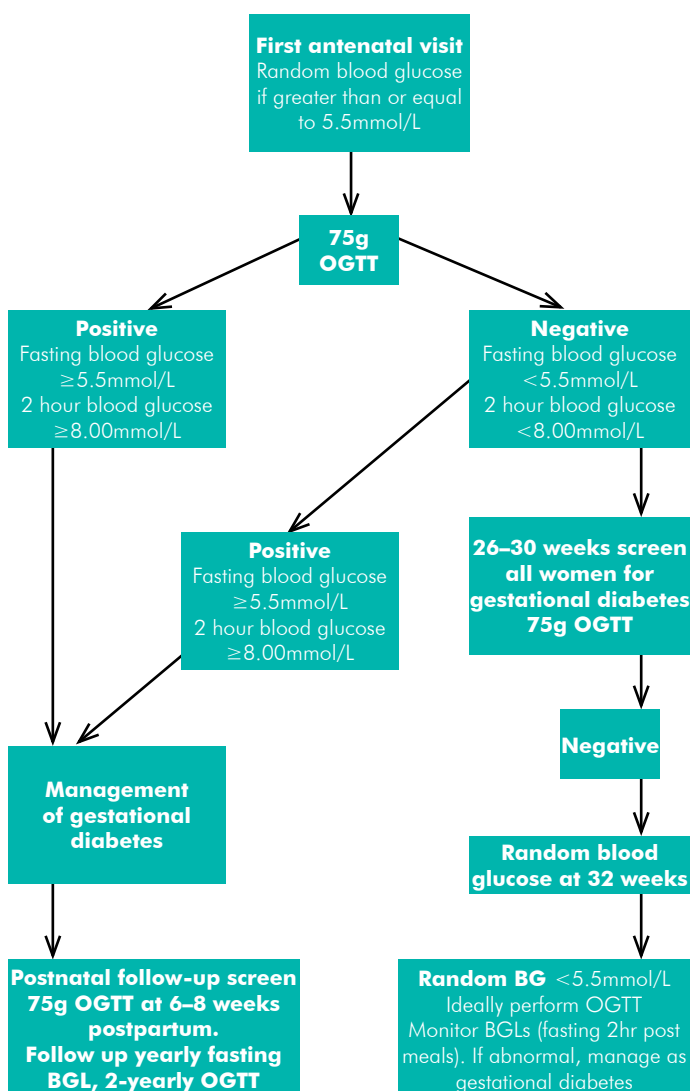 First antenatal visit
Random blood glucose
if greater than or equal
to 5.5mmol/L
75g
OGTT
Positive
Fasting blood glucose
≥5.5mmol/L
2 hour blood glucose
≥8.00mmol/L
Negative
Fasting blood glucose
<5.5mmol/L
2 hour blood glucose
<8.00mmol/L
Positive
Fasting blood glucose
≥5.5mmol/L
2 hour blood glucose
≥8.00mmol/L
26–30 weeks screen
all women for
gestational diabetes
75g OGTT
Negative
Management
of gestational
diabetes
Random blood
glucose at 32 weeks
Postnatal follow-up screen
75g OGTT at 6–8 weeks
postpartum.
Follow up yearly fasting
BGL, 2-yearly OGTT
Random BG <5.5mmol/L
Ideally perform OGTT
Monitor BGLs (fasting 2hr post
meals). If abnormal, manage as
gestational diabetes